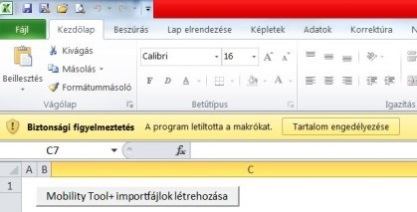 Fájl Kezdőlap Beszúrás Lap elrendezése Képletek Adatok Korrektúra
Beillesztés
Kivágás
Másolás
Formátummásoló
Vágólap
Calibri 16 A A
F D A A
Betűtípus
Igazítás
Biztonsági figyelmeztetés A program letiltotta a makrókat. Tartalom engedélyezése
C7 fx
A B C
1 Mobility Tool+ importfájlok létrehozása